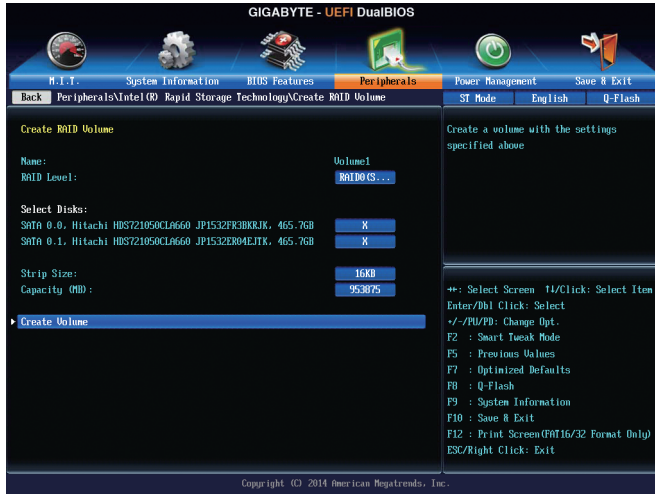 GIGABYTE - UEFI DualBIOS
M.I.T. System Information BIOS Features Peripherals Power Management Save & Exit
Back Peripherals\Intel(R) Rapid Storage Technology\Create RAID Volume ST Mode English Q-Flash
Create RAID Volume
Name: Volume1
RAID Level: RAID0(S...
Select Disks:
SATA 0.0, Hitachi HDS721050CLA660 JP1532FR3BKRJK, 465.7GB X
SATA 0.1, Hitachi HDS721050CLA660 JP1532ER04EJTK, 465.7GB X
Strip Size: 16KB
Capacity (MB): 953875
Create Volume
Create a volume with the settings
specified above
↔: Select Screen ↑↓/Click: Select Item
Enter/Dbl Click: Select
+/-/PU/PD: Change Opt.
F2 : Smart Tweak Mode
F5 : Previous Values
F7 : Optimized Defaults
F8 : Q-Flash
F9 : System Information
F10 : Save & Exit
F12 : Print Screen(FAT16/32 Format Only)
ESC/Right Click: Exit
Copyright (C) 2014 American Megatrends, Inc.